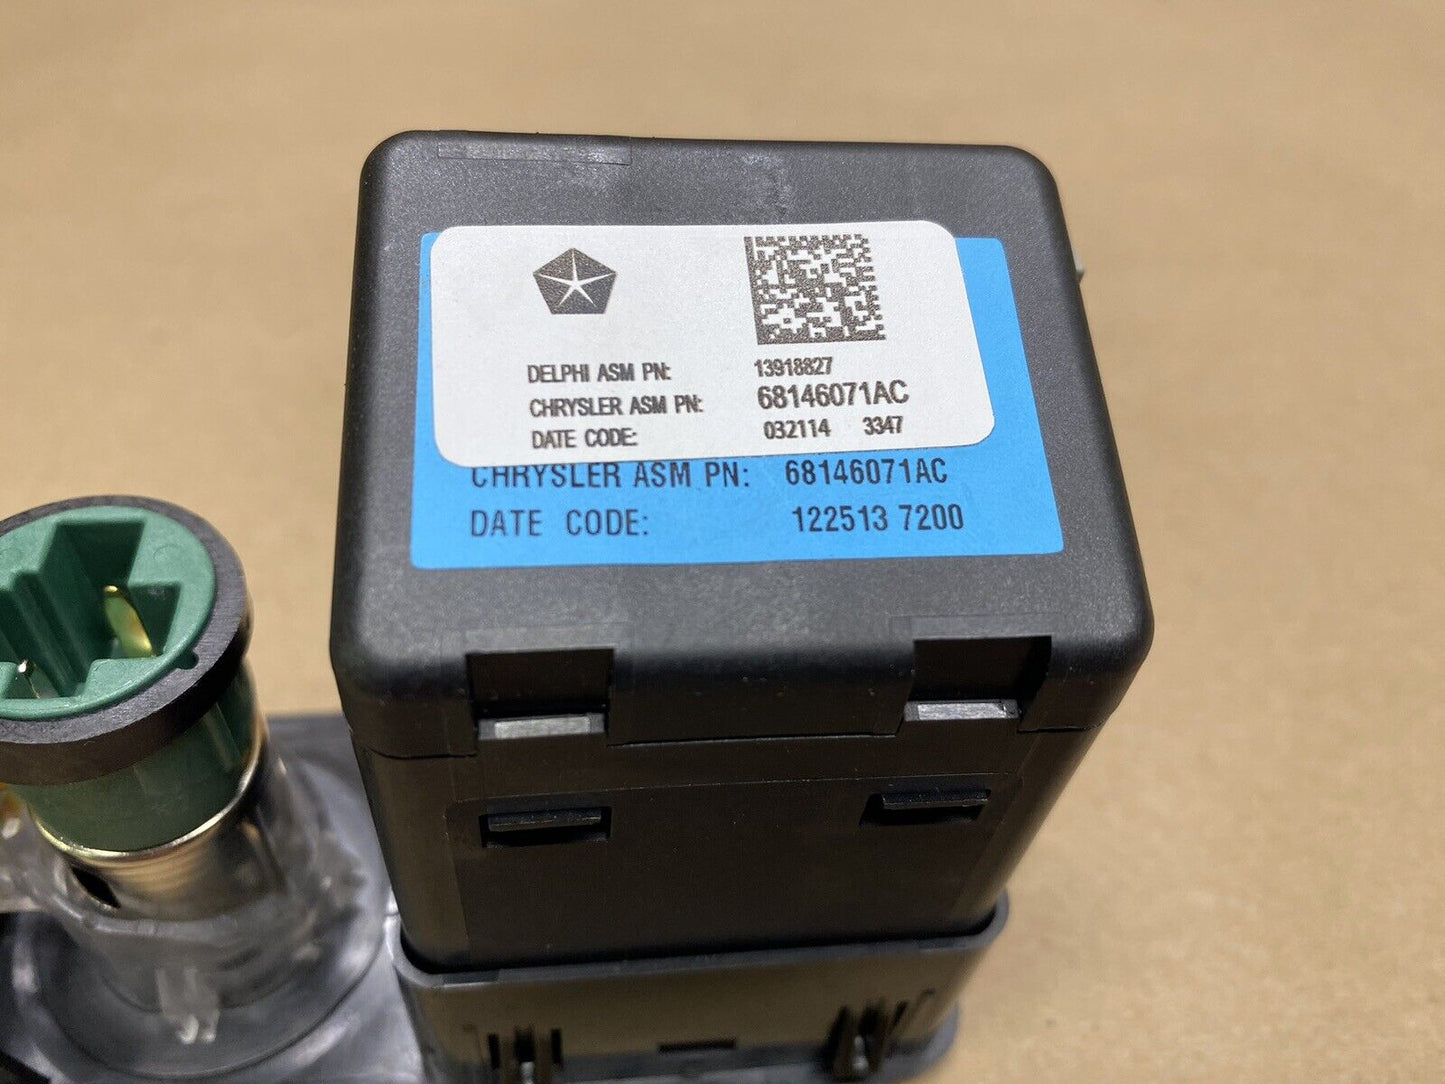 DELPHI ASM PN: 13918827
CHRYSLER ASM PN: 68146071AC
DATE CODE: 032114 3347
CHRYSLER ASM PN: 68146071AC
DATE CODE: 122513 7200